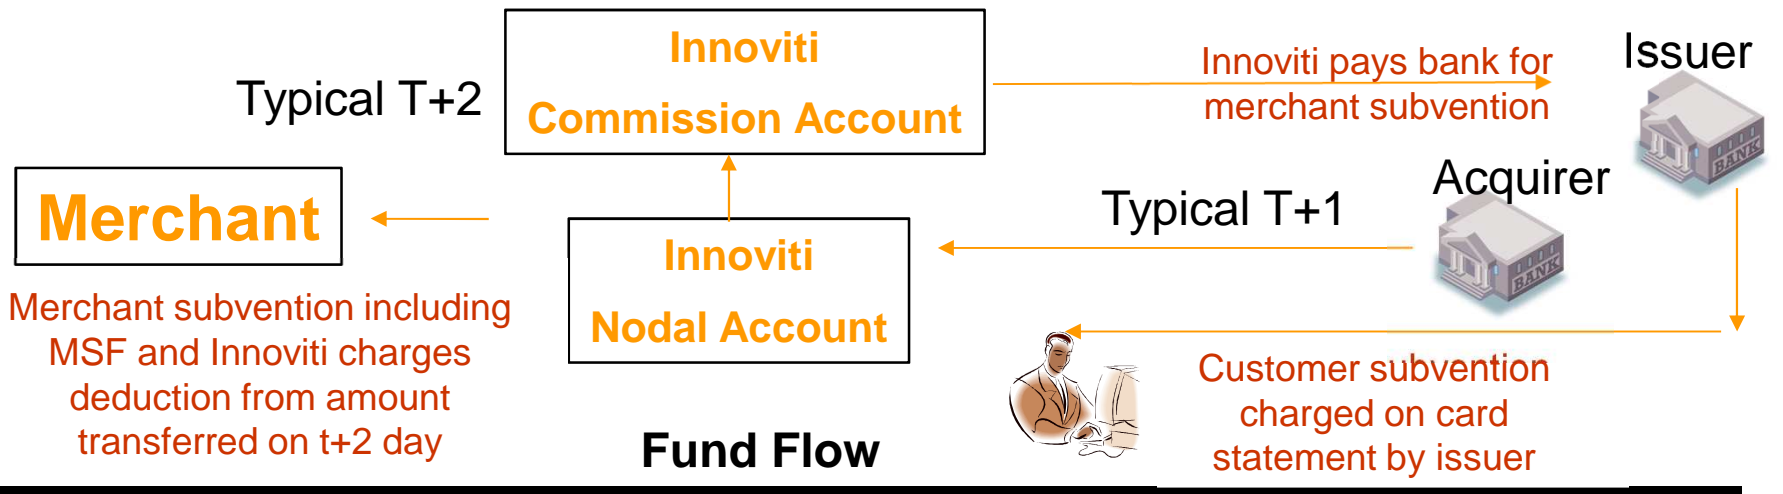 Innoviti
Commission Account
Typical T+2
Innoviti pays bank for
merchant subvention
Issuer
BANK
Merchant
Innoviti
Nodal Account
Typical T+1
Acquirer
BANK
Merchant subvention including
MSF and Innoviti charges
deduction from amount
transferred on t+2 day
Customer subvention
charged on card
statement by issuer
Fund Flow